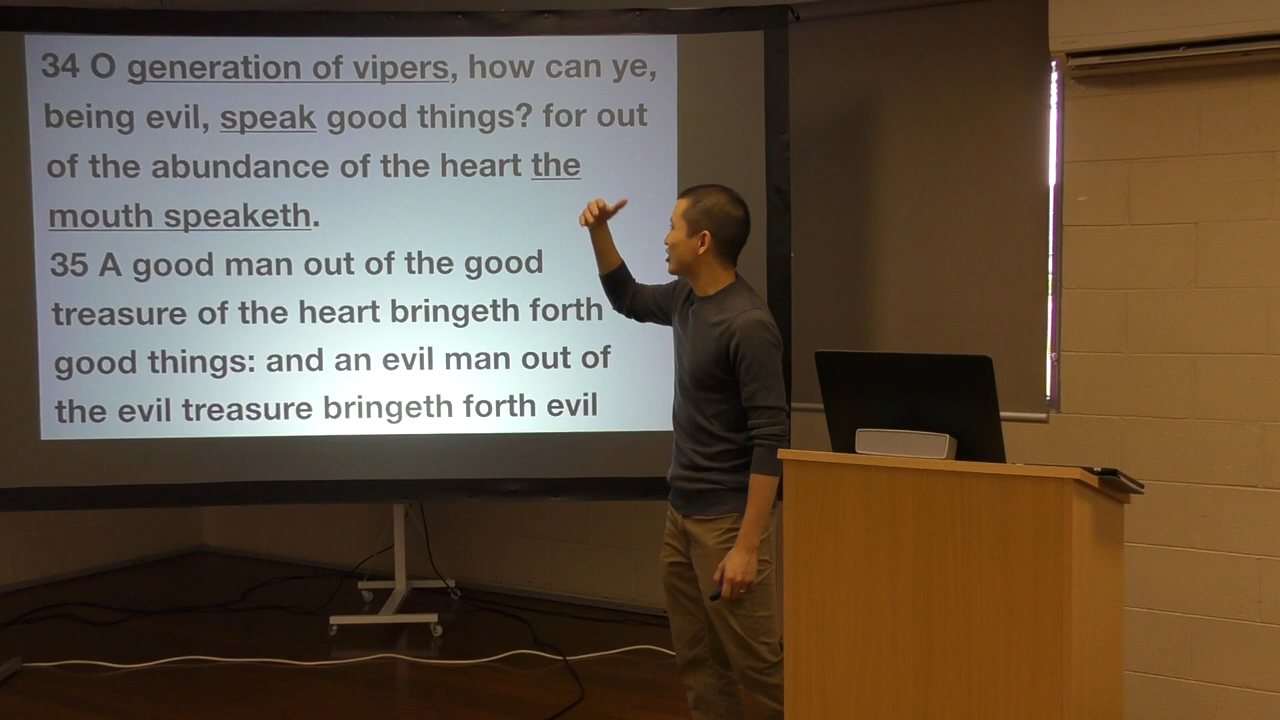 34 O generation of vipers, how can ye,
being evil, speak good things? for out
of the abundance of the heart the
mouth speaketh.
35 A good man out of the good
treasure of the heart bringeth forth
good things: and an evil man out of
the evil treasure bringeth forth evil